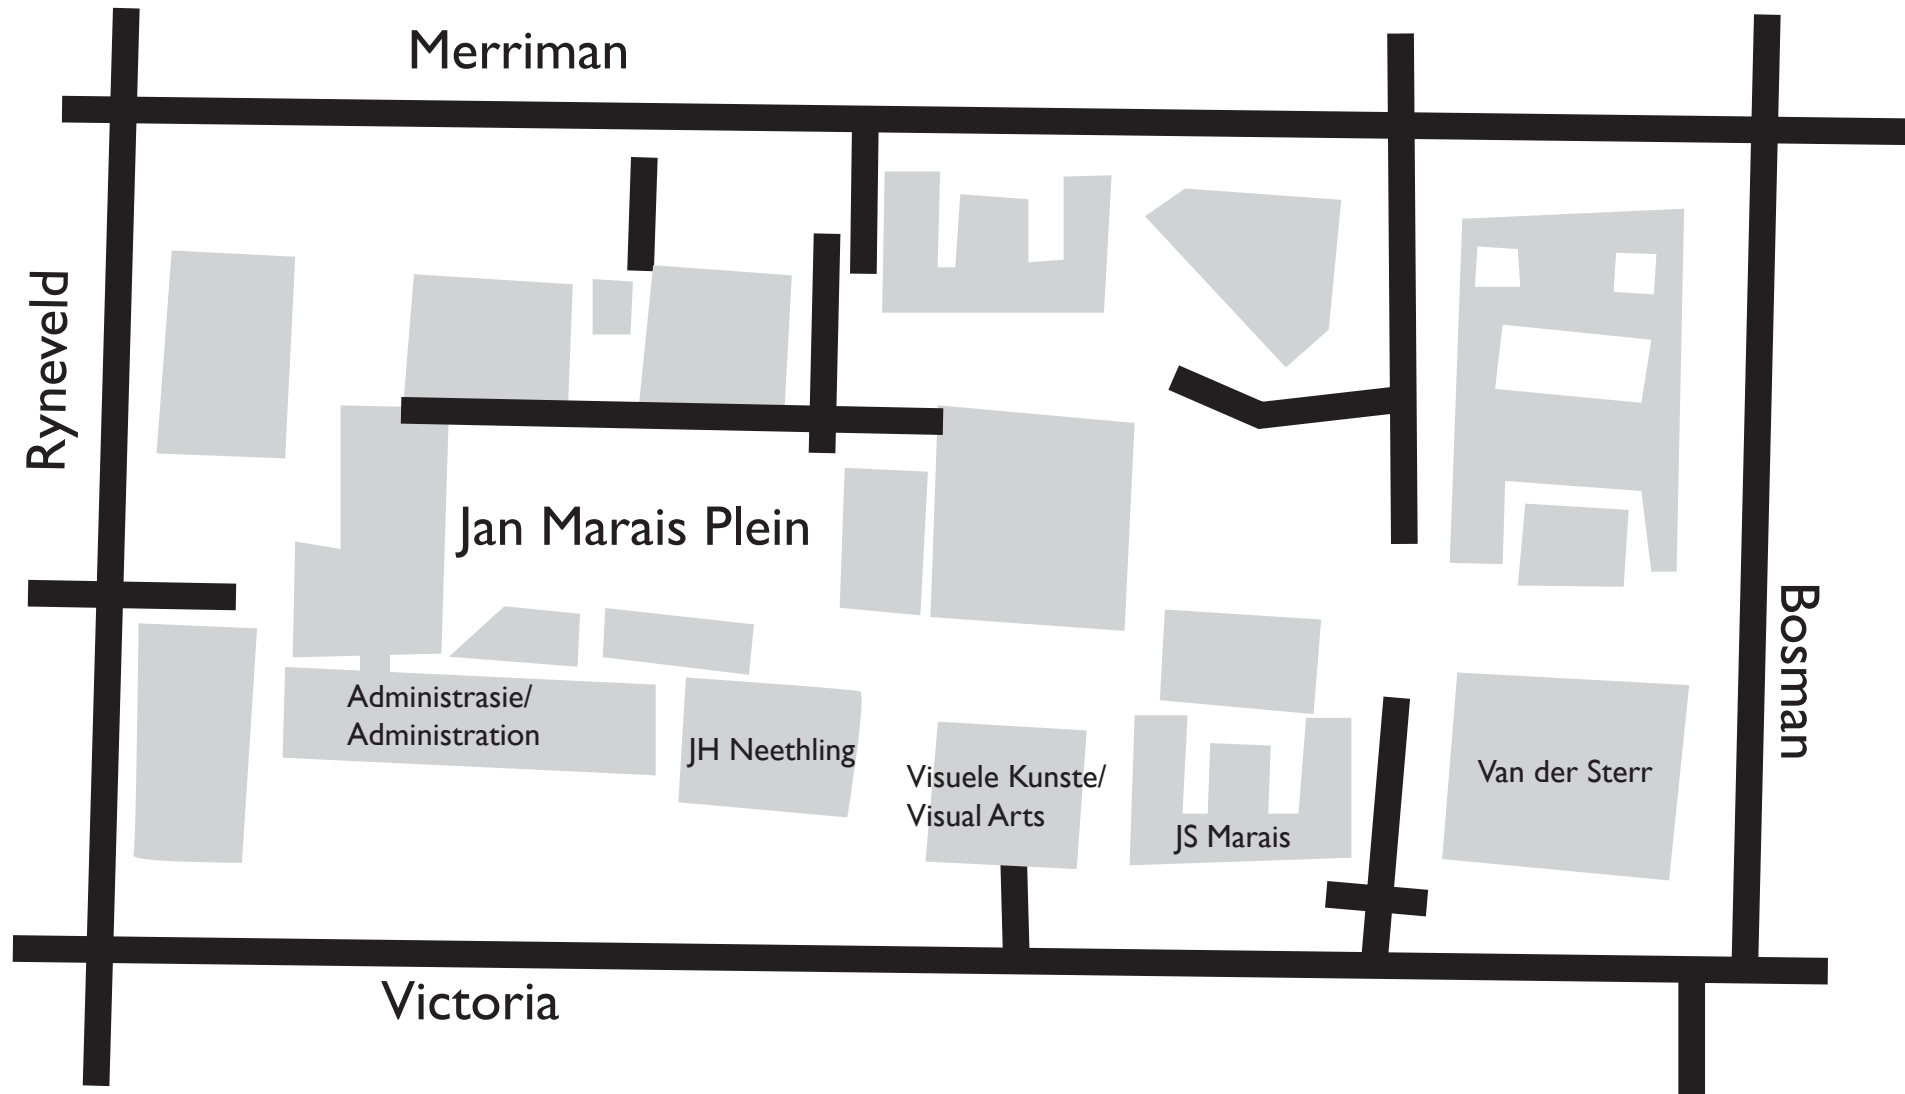 Merriman
Ryneveld
Jan Marais Plein
Bosman
Administrasie/
Administration
JH Neethling
Visuele Kunste/
Visual Arts
JS Marais
Van der Sterr
Victoria